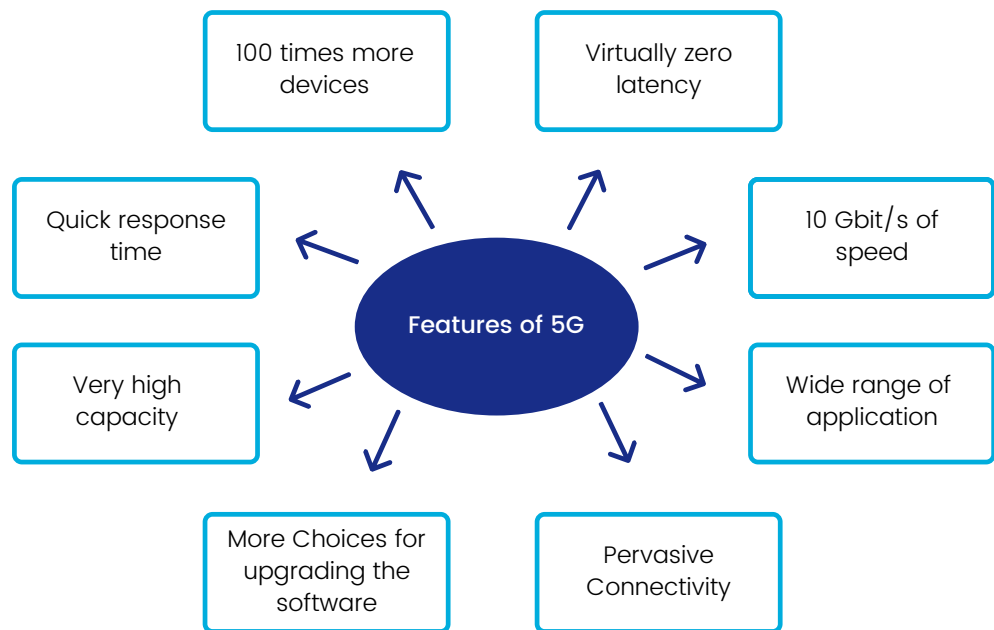 100 times more
devices
Virtually zero
latency
Quick response
time
10 Gbit/s of
speed
Features of 5G
Very high
capacity
Wide range of
application
More Choices for
upgrading the
software
Pervasive
Connectivity